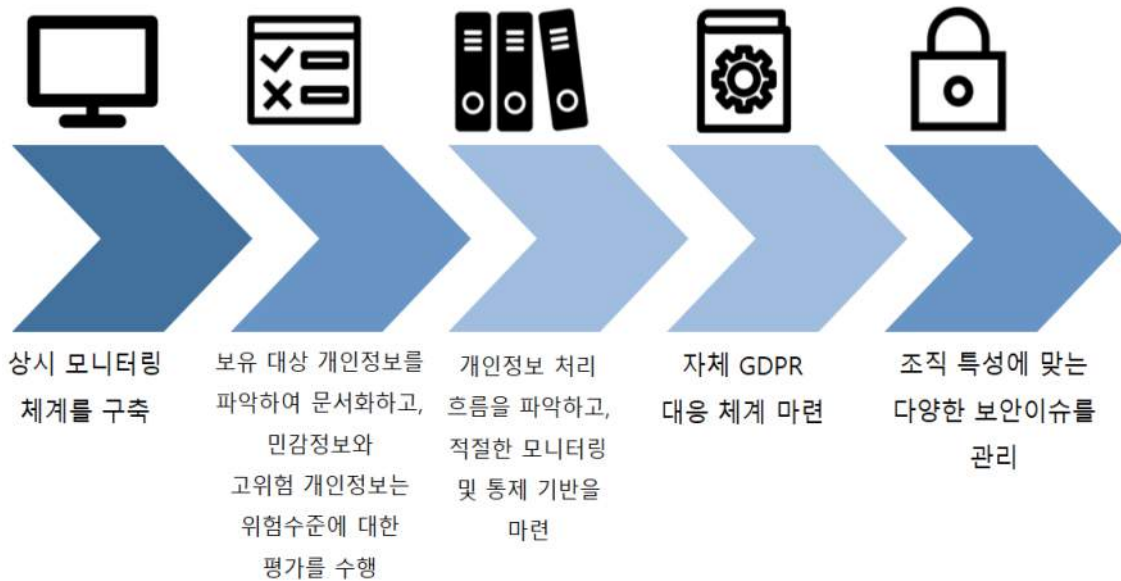 상시 모니터링
체계를 구축
보유 대상 개인정보를
파악하여 문서화하고,
민감정보와
고위험 개인정보는
위험수준에 대한
평가를 수행
개인정보 처리
흐름을 파악하고,
적절한 모니터링
및 통제 기반을
마련
자체 GDPR
대응 체계 마련
조직 특성에 맞는
다양한 보안이슈를
관리